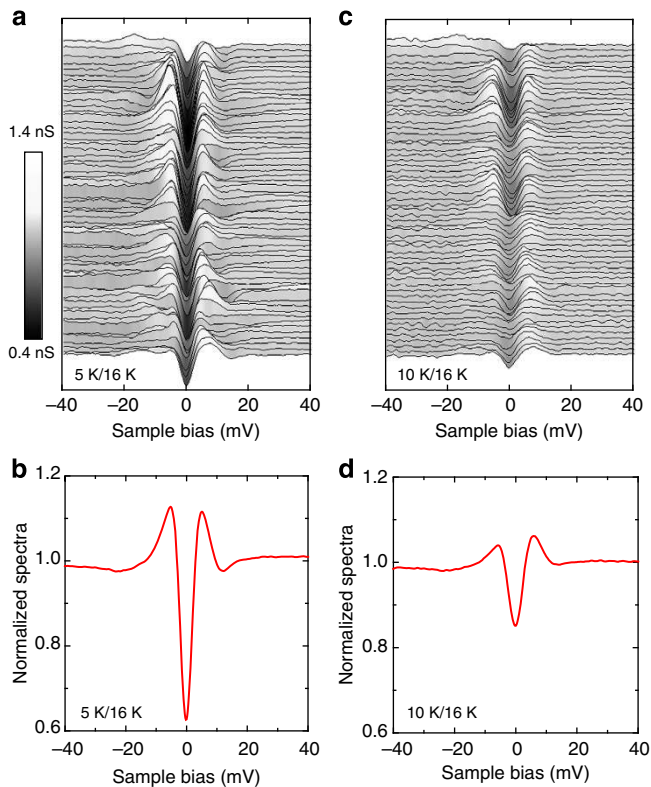 a
1.4 nS
0.4 nS
5 K/16 K
−40 −20 0 20 40
Sample bias (mV)
c
10 K/16 K
−40 −20 0 20 40
Sample bias (mV)
b
Normalized spectra
1.2
1.0
0.8
0.6
5 K/16 K
−40 −20 0 20 40
Sample bias (mV)
d
Normalized spectra
1.2
1.0
0.8
0.6
10 K/16 K
−40 −20 0 20 40
Sample bias (mV)